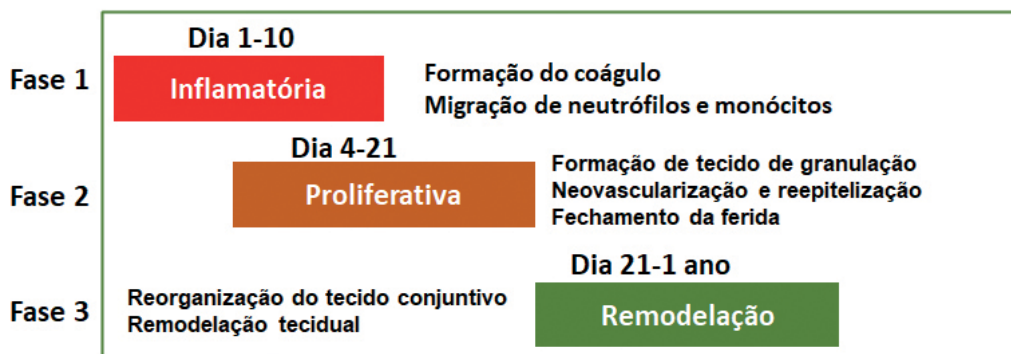 Dia 1-10
Fase 1
Inflamatória
Formação do coágulo
Migração de neutrófilos e monócitos
Dia 4-21
Fase 2
Proliferativa
Formação de tecido de granulação
Neovascularização e reepitelização
Fechamento da ferida
Dia 21-1 ano
Fase 3
Reorganização do tecido conjuntivo
Remodelação tecidual
Remodelação